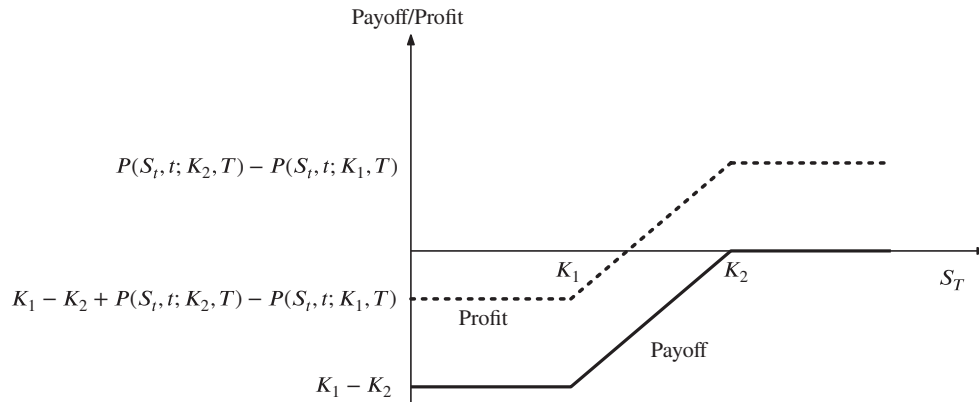 Payoff/Profit
P(S_t, t; K_2, T) − P(S_t, t; K_1, T)
K_1
K_2
S_T
K_1 − K_2 + P(S_t, t; K_2, T) − P(S_t, t; K_1, T)
Profit
Payoff
K_1 − K_2